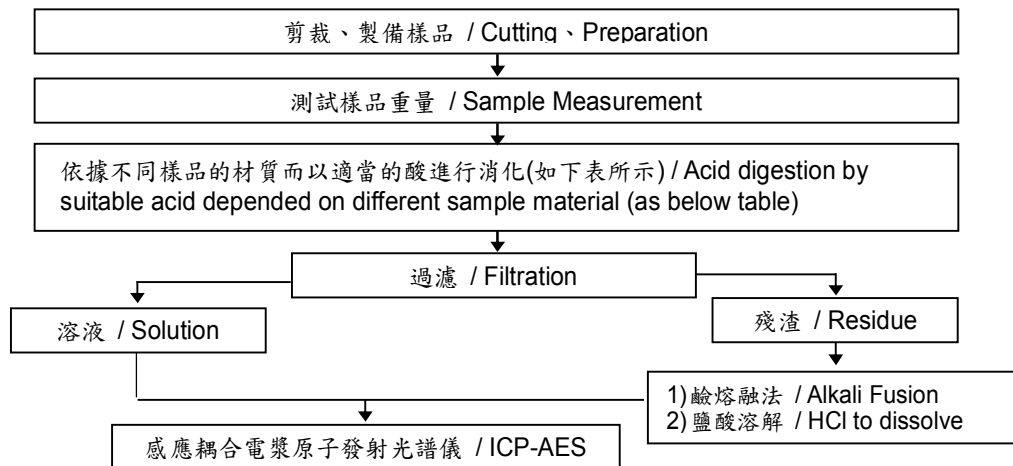 剪裁、製備樣品 / Cutting、Preparation
測試樣品重量 / Sample Measurement
依據不同樣品的材質而以適當的酸進行消化(如下表所示) / Acid digestion by
suitable acid depended on different sample material (as below table)
過濾 / Filtration
溶液 / Solution
殘渣 / Residue
1)鹼熔融法 / Alkali Fusion
2)鹽酸溶解 / HCl to dissolve
感應耦合電漿原子發射光譜儀 / ICP-AES